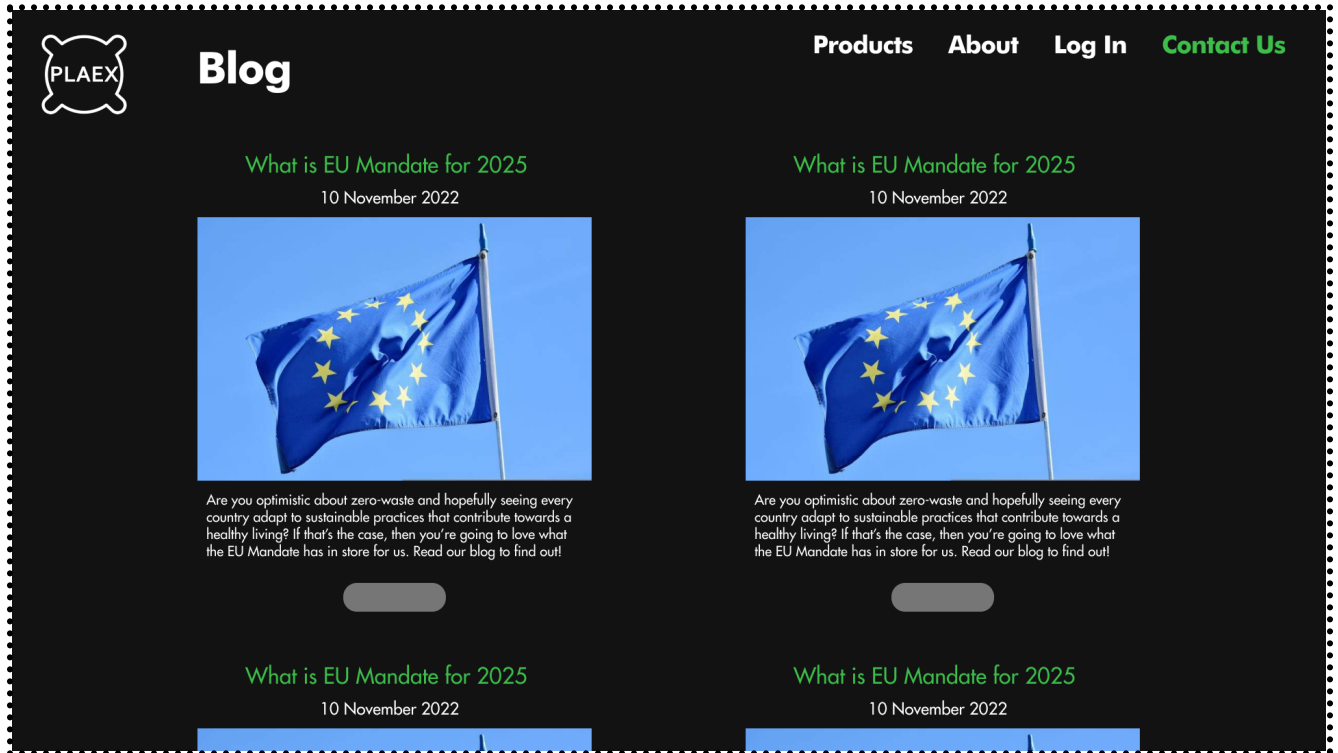 PLAEX
Blog
Products About Log In Contact Us
What is EU Mandate for 2025
10 November 2022
Are you optimistic about zero-waste and hopefully seeing every
country adapt to sustainable practices that contribute towards a
healthy living? If that's the case, then you're going to love what
the EU Mandate has in store for us. Read our blog to find out!
What is EU Mandate for 2025
10 November 2022
Are you optimistic about zero-waste and hopefully seeing every
country adapt to sustainable practices that contribute towards a
healthy living? If that's the case, then you're going to love what
the EU Mandate has in store for us. Read our blog to find out!
What is EU Mandate for 2025
10 November 2022
What is EU Mandate for 2025
10 November 2022